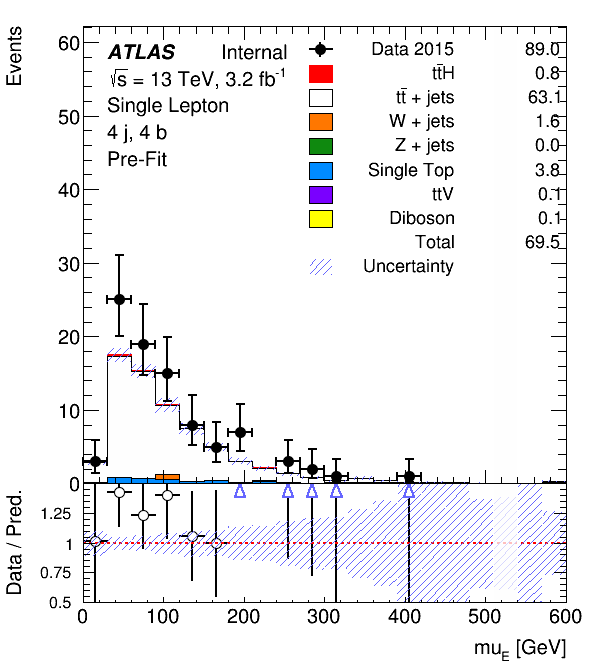 Events
60
50
40
30
20
10
0
ATLAS Internal
√s = 13 TeV, 3.2 fb⁻¹
Single Lepton
4 j, 4 b
Pre-Fit
Data 2015 89.0
tt̄H 0.8
tt̄ + jets 63.1
W + jets 1.6
Z + jets 0.0
Single Top 3.8
ttV 0.1
Diboson 0.1
Total 69.5
Uncertainty
Data / Pred.
1.25
1
0.75
0.5
0 100 200 300 400 500 600
mu_E [GeV]